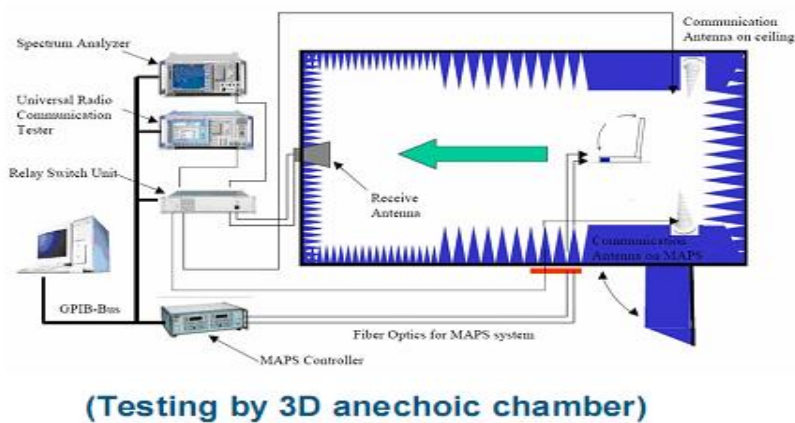 Communication
Antenna on ceiling
Spectrum Analyzer
Universal Radio
Communication
Tester
Relay Switch Unit
Receive
Antenna
Communication
Antenna on MAPS
GPIB-Bus
Fiber Optics for MAPS system
MAPS Controller
(Testing by 3D anechoic chamber)